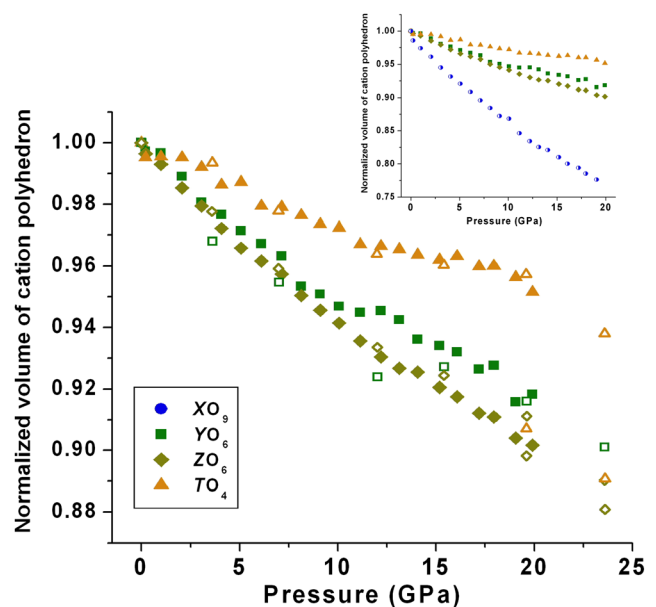 Normalized volume of cation polyhedron
1.00
0.95
0.90
0.85
0.80
0.75
0 5 10 15 20
Pressure (GPa)
Normalized volume of cation polyhedron
1.00
0.98
0.96
0.94
0.92
0.90
0.88
XO9
YO6
ZO6
TO4
0 5 10 15 20 25
Pressure (GPa)